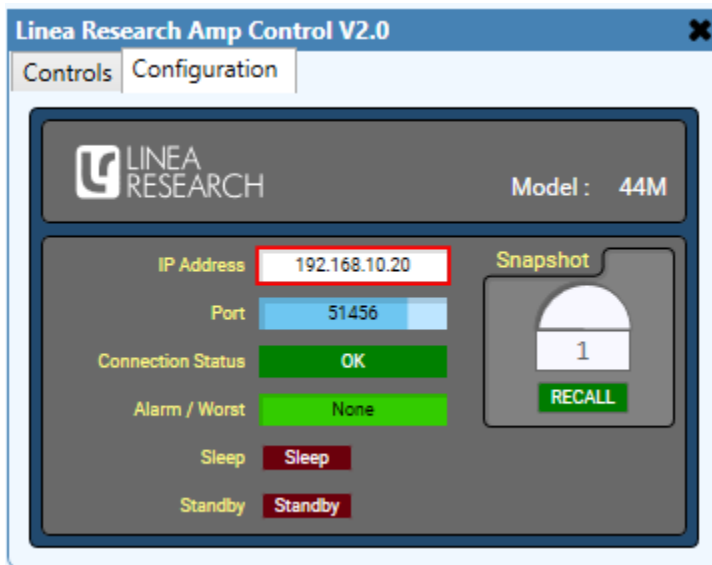 Linea Research Amp Control V2.0
Controls Configuration
LINEA
RESEARCH
Model : 44M
IP Address 192.168.10.20
Port 51456
Connection Status OK
Alarm / Worst None
Sleep Sleep
Standby Standby
Snapshot
1
RECALL